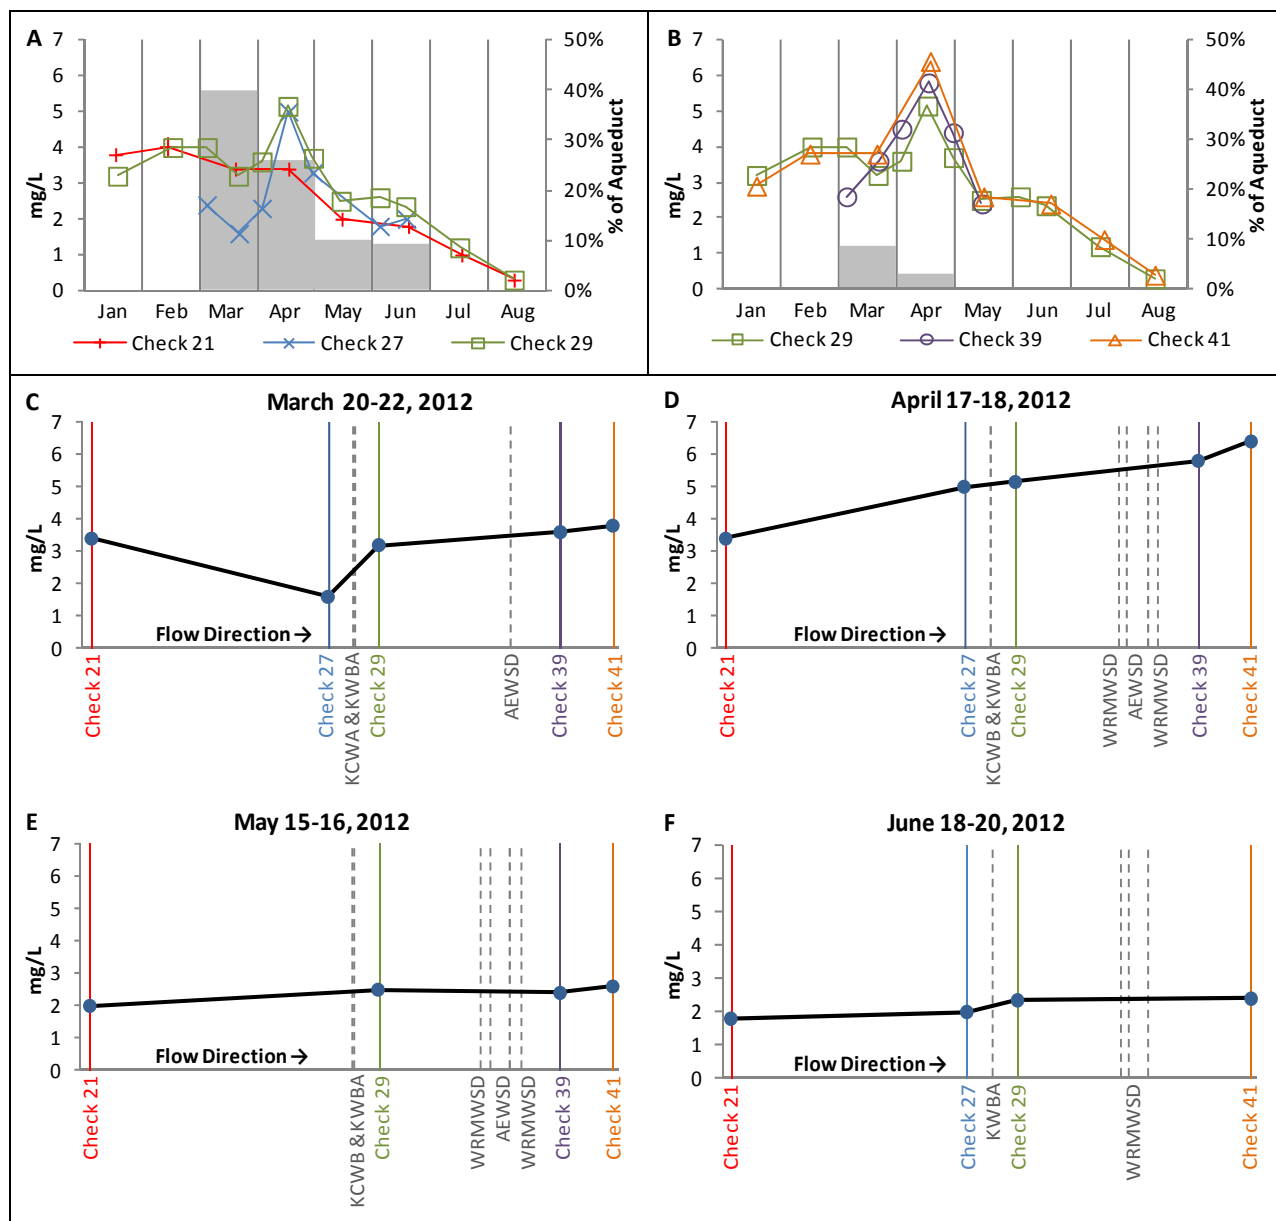 A
7
6
5
4
3
2
1
0
mg/L
50%
40%
30%
20%
10%
0%
% of Aqueduct
Jan Feb Mar Apr May Jun Jul Aug
Check 21 Check 27 Check 29
B
7
6
5
4
3
2
1
0
mg/L
50%
40%
30%
20%
10%
0%
% of Aqueduct
Jan Feb Mar Apr May Jun Jul Aug
Check 29 Check 39 Check 41
C
March 20-22, 2012
7
6
5
4
3
2
1
0
mg/L
Flow Direction →
Check 21
Check 27
KCWA & KWBA
Check 29
AEWSD
Check 39
Check 41
D
April 17-18, 2012
7
6
5
4
3
2
1
0
mg/L
Flow Direction →
Check 21
Check 27
KCWB & KWBA
Check 29
WRMWSD
AEWSD
WRMWSD
Check 39
Check 41
E
May 15-16, 2012
7
6
5
4
3
2
1
0
mg/L
Flow Direction →
Check 21
KCWB & KWBA
Check 29
WRMWSD
AEWSD
WRMWSD
Check 39
Check 41
F
June 18-20, 2012
7
6
5
4
3
2
1
0
mg/L
Flow Direction →
Check 21
Check 27
KWBA
Check 29
WRMWSD
Check 41